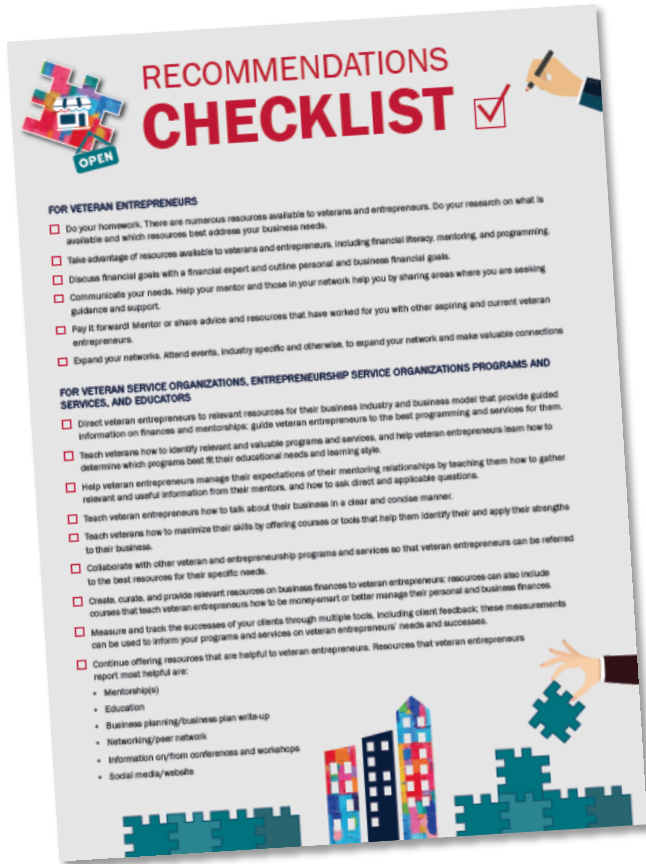 RECOMMENDATIONS
CHECKLIST
OPEN
FOR VETERAN ENTREPRENEURS
Do your homework. There are numerous resources available to veterans and entrepreneurs. Do your research on what is
available and which resources best address your business needs.
Take advantage of resources available to veterans and entrepreneurs, including financial literacy, mentoring, and programming.
Discuss financial goals with a financial expert and outline personal and business financial goals.
Communicate your needs. Help your mentor and those in your network help you by sharing areas where you are seeking
guidance and support.
Pay it forward! Mentor or share advice and resources that have worked for you with other aspiring and current veteran
entrepreneurs.
Expand your networks. Attend events, industry specific and otherwise, to expand your network and make valuable connections
FOR VETERAN SERVICE ORGANIZATIONS, ENTREPRENEURSHIP SERVICE ORGANIZATIONS PROGRAMS AND
SERVICES, AND EDUCATORS
Direct veteran entrepreneurs to relevant resources for their business industry and business model that provide guided
information on finances and mentorships; guide veteran entrepreneurs to the best programming and services for them.
Teach veterans how to identify relevant and valuable programs and services, and help veteran entrepreneurs learn how to
determine which programs best fit their educational needs and learning style.
Help veteran entrepreneurs manage their expectations of their mentoring relationships by teaching them how to gather
relevant and useful information from their mentors, and how to ask direct and applicable questions.
Teach veteran entrepreneurs how to talk about their business in a clear and concise manner.
Teach veterans how to maximize their skills by offering courses or tools that help them identify their and apply their strengths
to their business.
Collaborate with other veteran and entrepreneurship programs and services so that veteran entrepreneurs can be referred
to the best resources for their specific needs.
Create, curate, and provide relevant resources on business finances to veteran entrepreneurs; resources can also include
courses that teach veteran entrepreneurs how to be money-smart or better manage their personal and business finances.
Measure and track the successes of your clients through multiple tools, including client feedback; these measurements
can be used to inform your programs and services on veteran entrepreneurs' needs and successes.
Continue offering resources that are helpful to veteran entrepreneurs. Resources that veteran entrepreneurs
report most helpful are:
• Mentorship(s)
• Education
• Business planning/business plan write-up
• Networking/peer network
• Information on/from conferences and workshops
• Social media/website